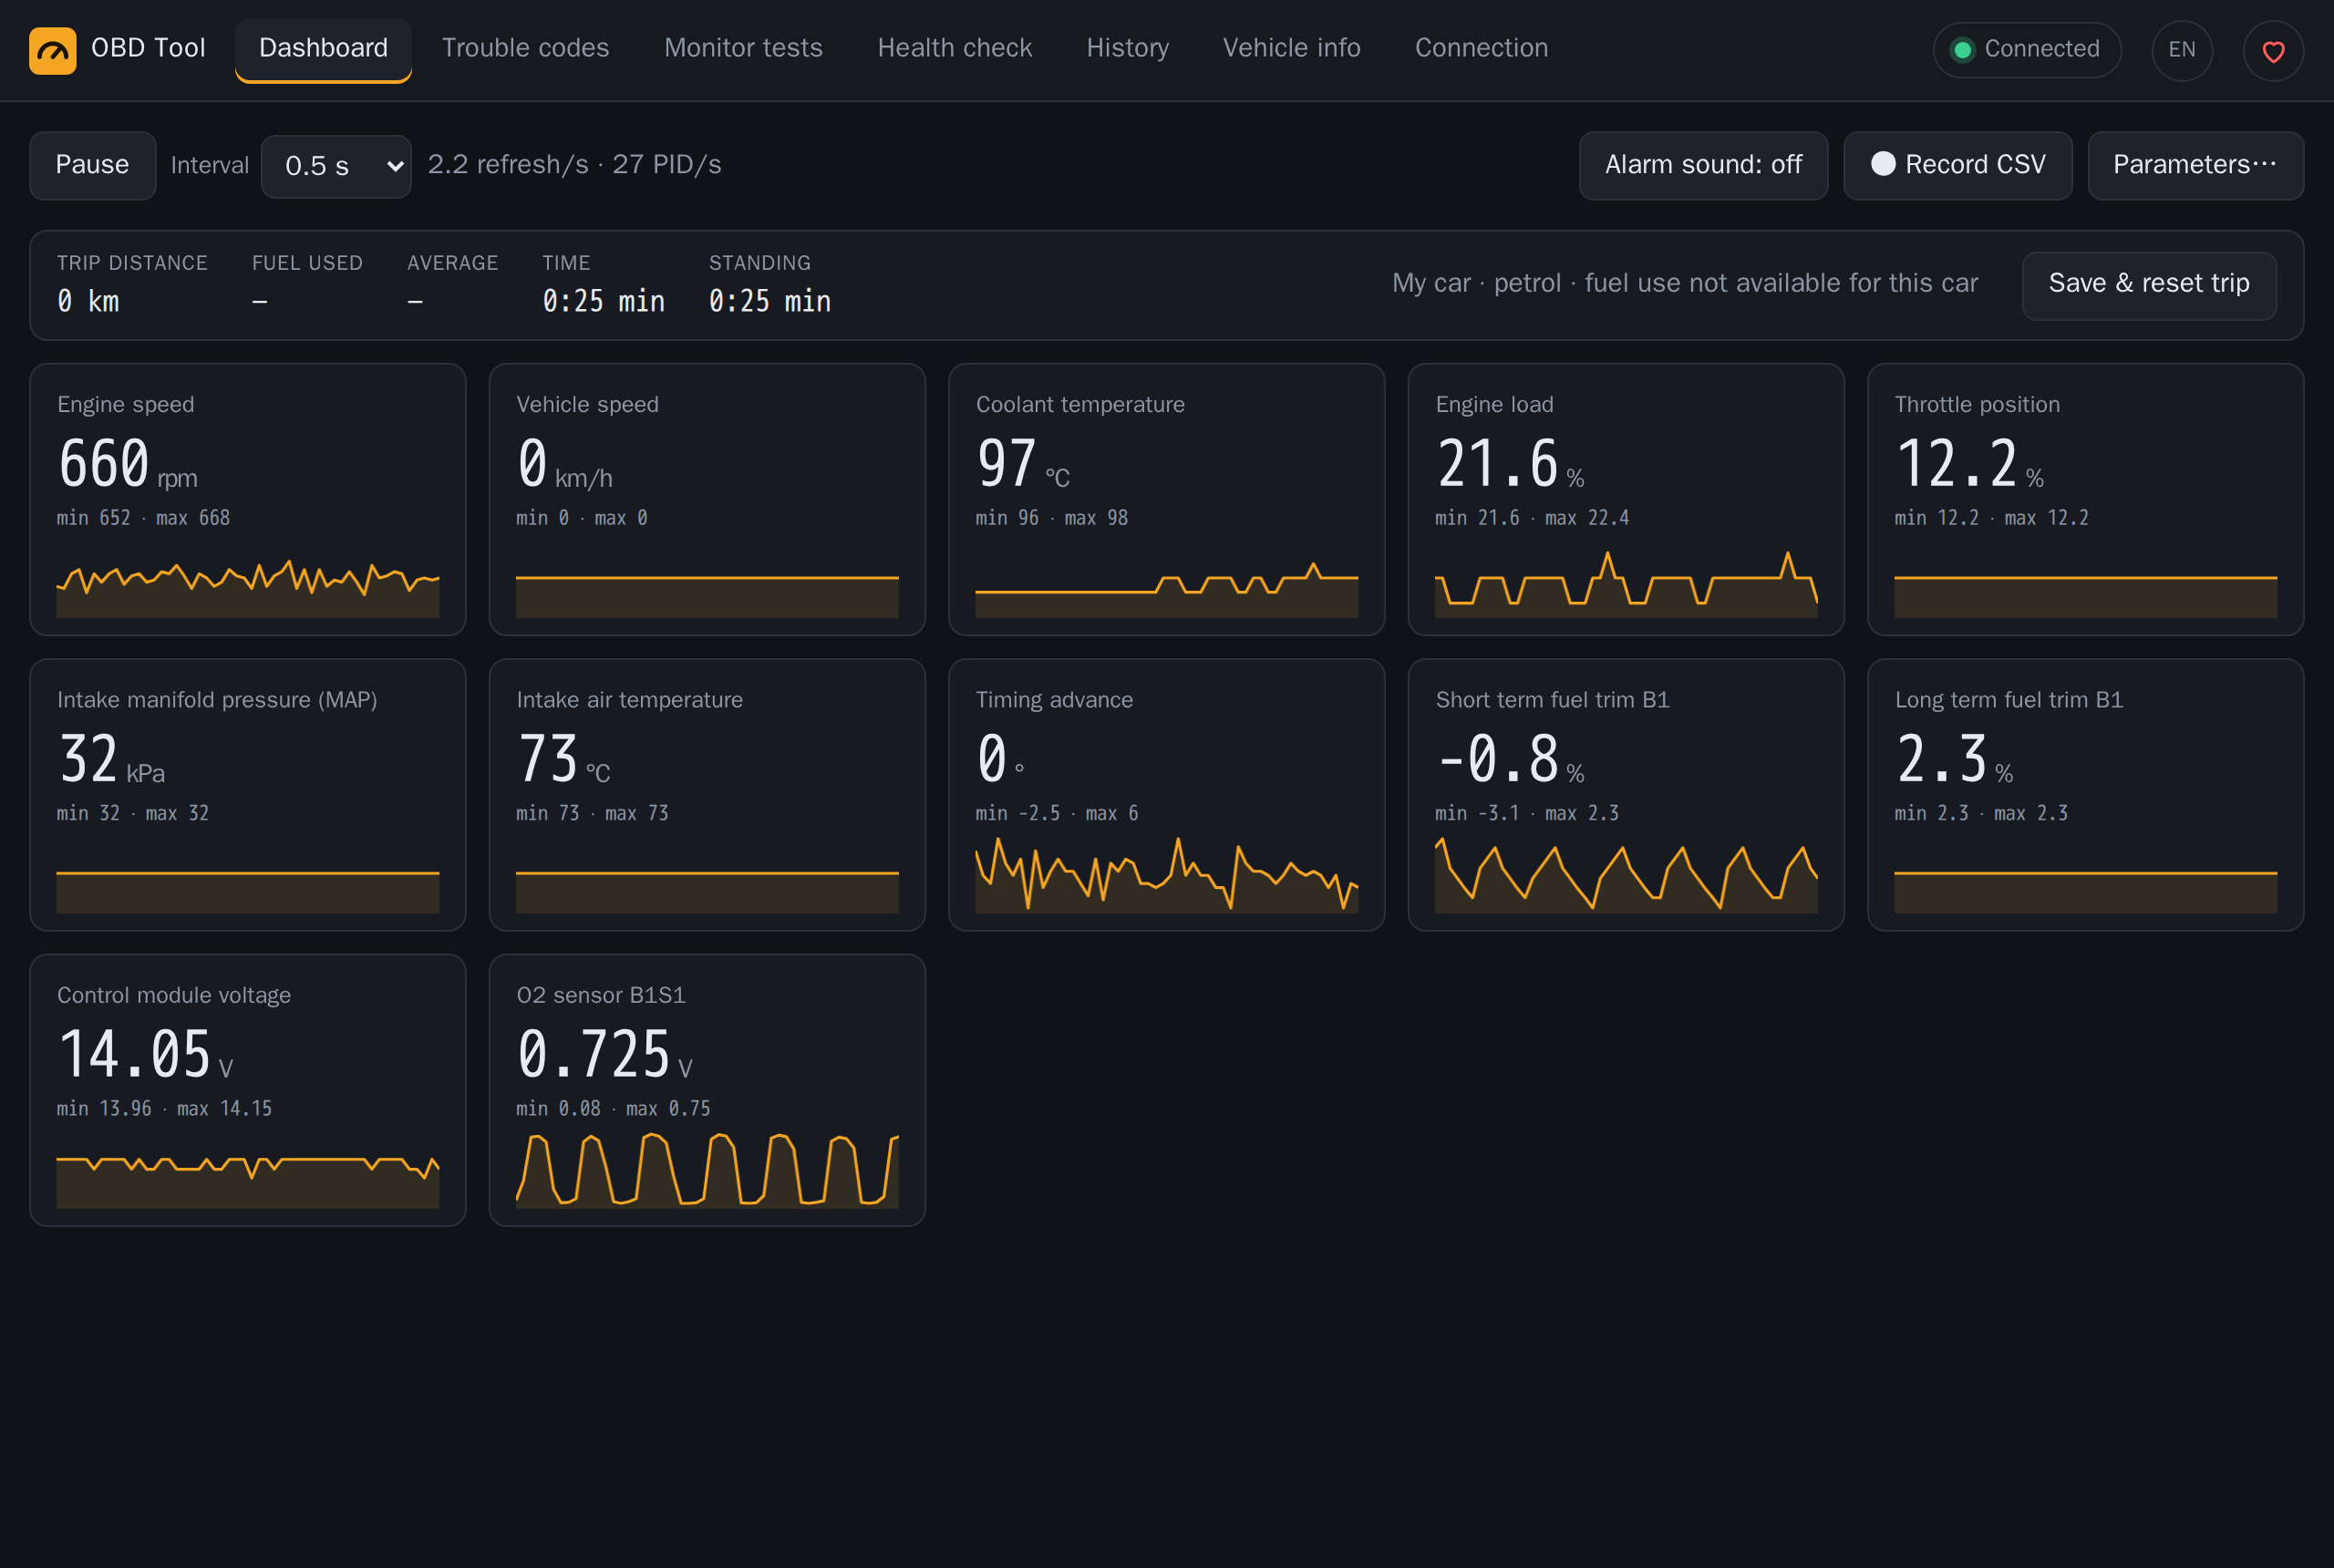 OBD Tool Dashboard Trouble codes Monitor tests Health check History Vehicle info Connection Connected EN
Pause Interval 0.5 s 2.2 refresh/s · 27 PID/s Alarm sound: off Record CSV Parameters···
TRIP DISTANCE FUEL USED AVERAGE TIME STANDING
0 km – – 0:25 min 0:25 min
My car · petrol · fuel use not available for this car Save & reset trip
Engine speed
660 rpm
min 652 · max 668
Vehicle speed
0 km/h
min 0 · max 0
Coolant temperature
97 °C
min 96 · max 98
Engine load
21.6 %
min 21.6 · max 22.4
Throttle position
12.2 %
min 12.2 · max 12.2
Intake manifold pressure (MAP)
32 kPa
min 32 · max 32
Intake air temperature
73 °C
min 73 · max 73
Timing advance
0 °
min -2.5 · max 6
Short term fuel trim B1
-0.8 %
min -3.1 · max 2.3
Long term fuel trim B1
2.3 %
min 2.3 · max 2.3
Control module voltage
14.05 V
min 13.96 · max 14.15
O2 sensor B1S1
0.725 V
min 0.08 · max 0.75